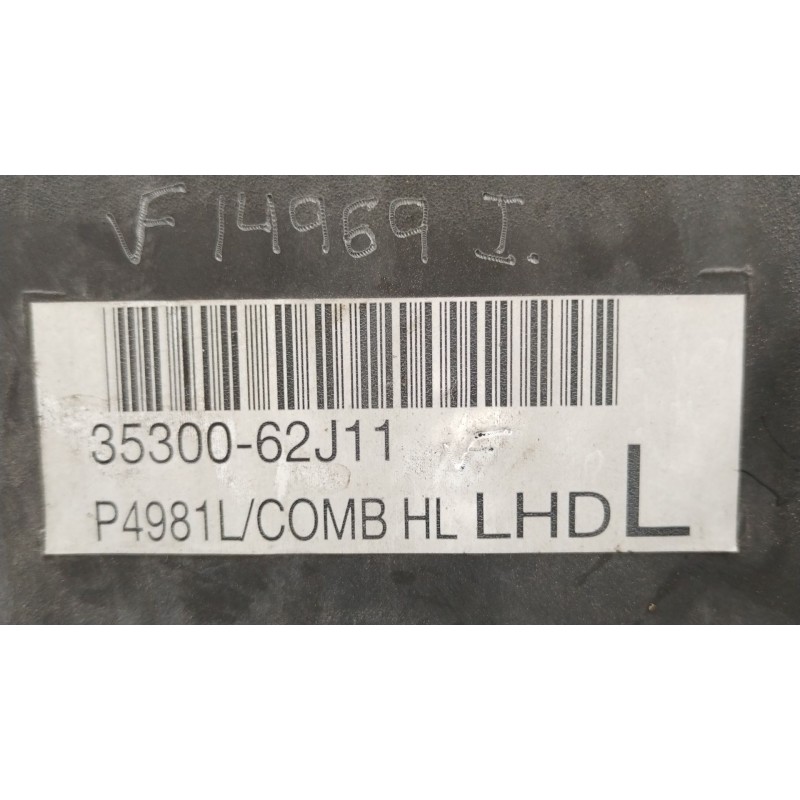 VF 14969 I.
35300-62J11
P4981L/COMB HL LHD L